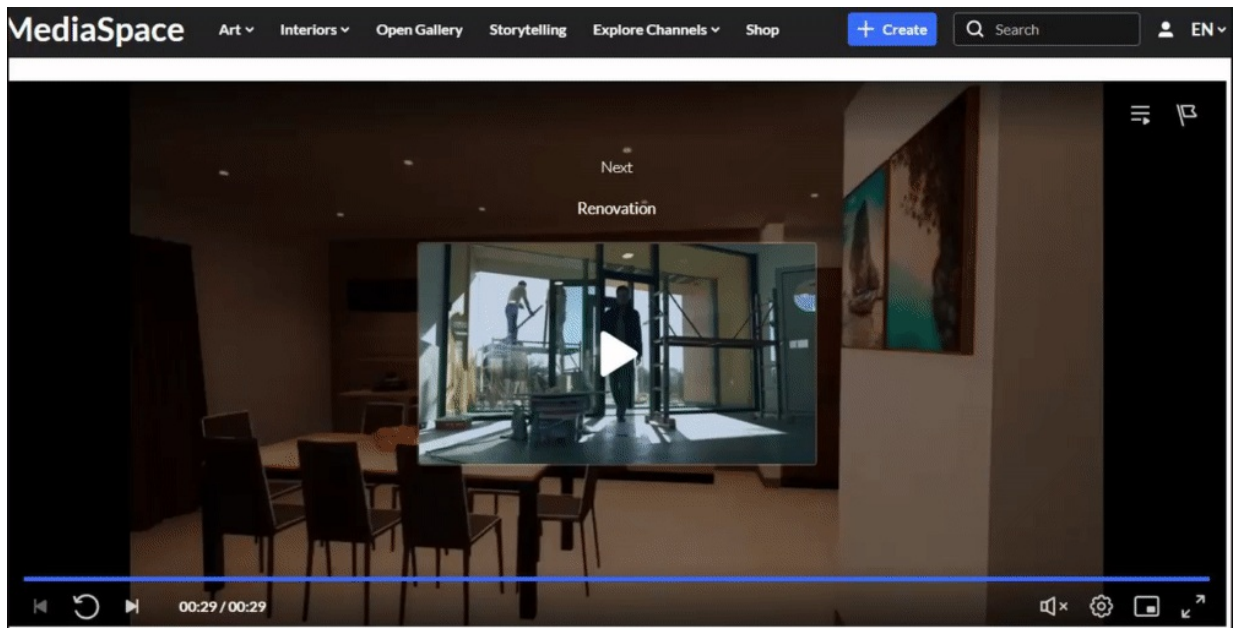 MediaSpace Art Interiors Open Gallery Storytelling Explore Channels Shop + Create Search EN
Next
Renovation
00:29 / 00:29